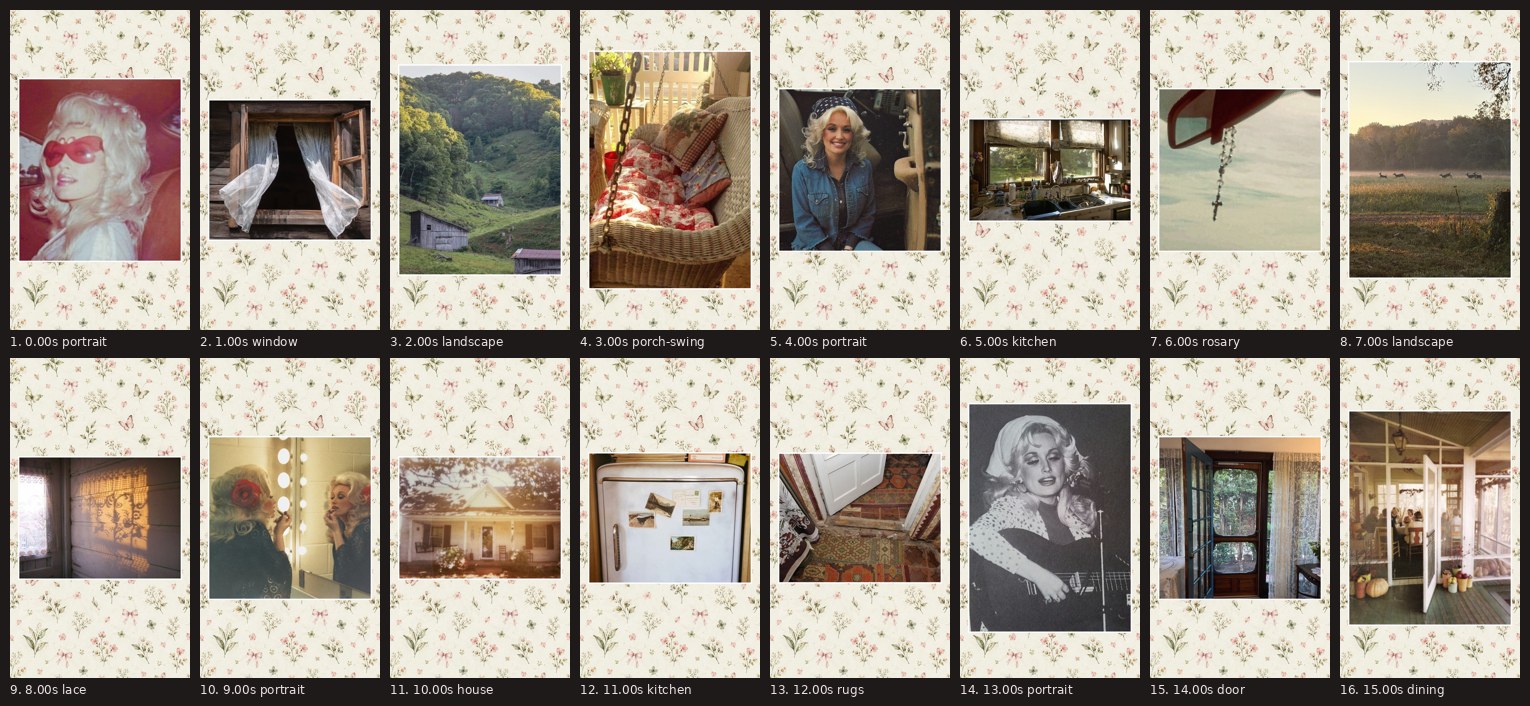 1. 0.00s portrait
2. 1.00s window
3. 2.00s landscape
4. 3.00s porch-swing
5. 4.00s portrait
6. 5.00s kitchen
7. 6.00s rosary
8. 7.00s landscape
9. 8.00s lace
10. 9.00s portrait
11. 10.00s house
12. 11.00s kitchen
13. 12.00s rugs
14. 13.00s portrait
15. 14.00s door
16. 15.00s dining